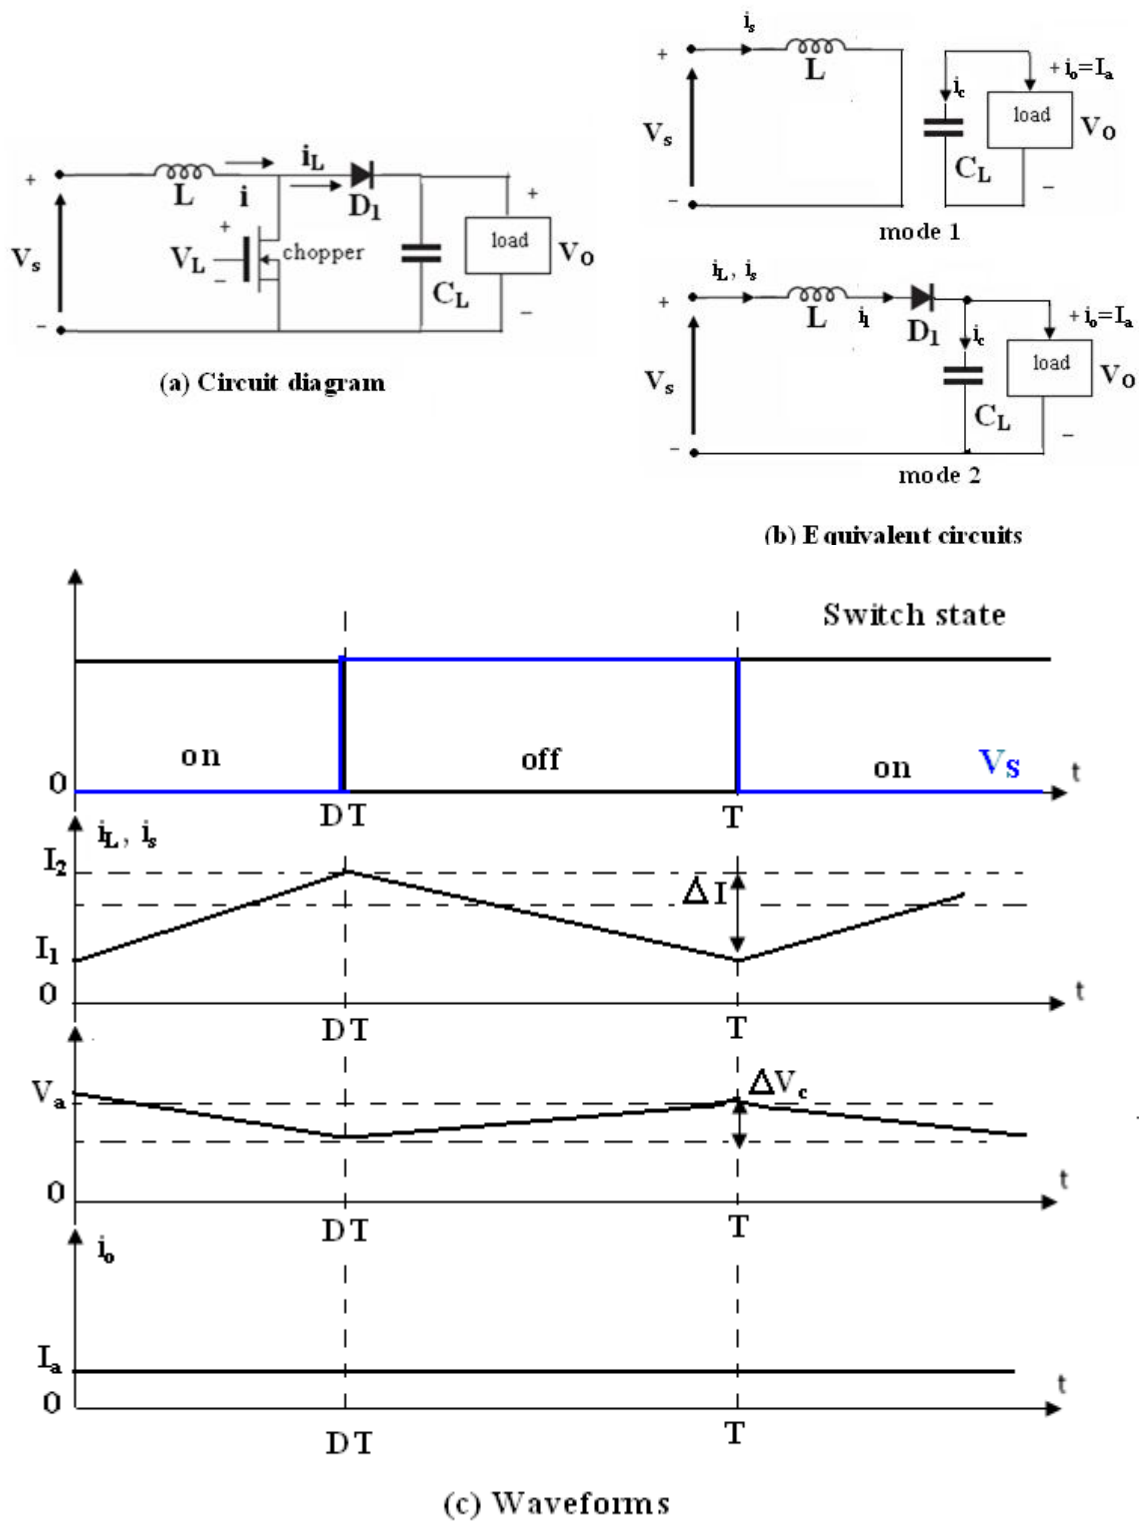 + L i iL D1 +
Vs VL + − chopper CL load VO
− −
(a) Circuit diagram
+ is L ic + io=Ia
Vs CL load VO
− −
mode 1
iL, is
+ L i1 D1 ic + io=Ia
Vs CL load VO
− −
mode 2
(b) Equivalent circuits
Switch state
on off on VS
0 t
DT T
iL, is
I2 ΔI
I1
0 t
DT T
Va ΔVc
0 t
DT T
io
Ia
0 t
DT T
(c) Waveforms